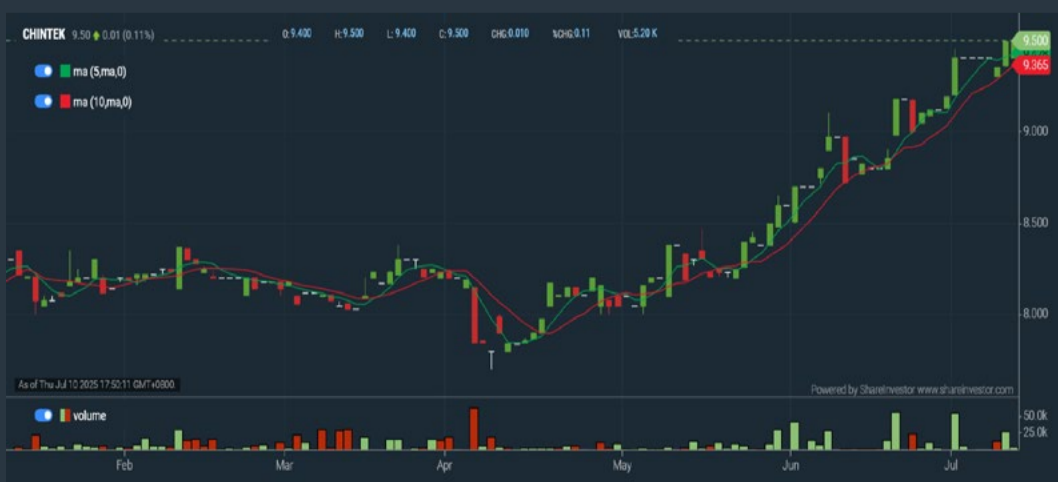 CHINTEK 9.50 0.01 (0.11%) O:9.400 H:9.500 L: 9.400 C:9.500 CHG:0.010 %CHG:0.11 VOL:5.20 K
9.500
ma (5,ma,0)
9.365
ma (10,ma,0)
9.000
8.500
8.000
As of Thu Jul 10 2025 17:50:11 GMT+0800.
Powered by ShareInvestor www.shareinvestor.com
volume
50.0k
25.0k
Feb Mar Apr May Jun Jul